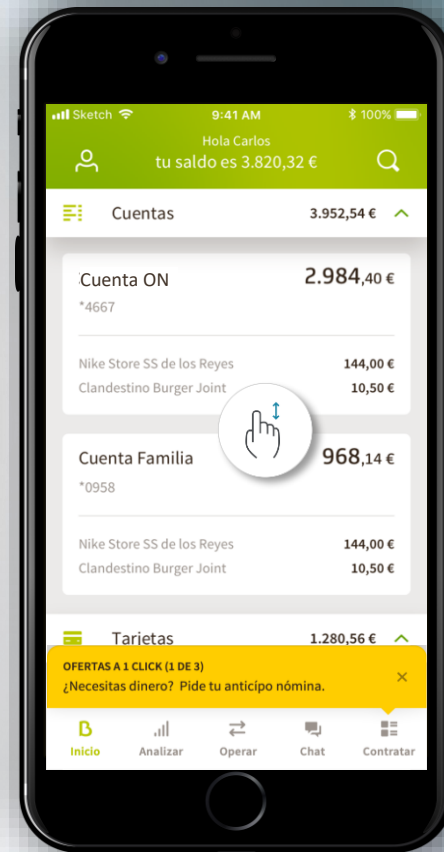 Sketch 9:41 AM 100%
Hola Carlos
tu saldo es 3.820,32 €
Cuentas 3.952,54 €
Cuenta ON 2.984,40 €
*4667
Nike Store SS de los Reyes 144,00 €
Clandestino Burger Joint 10,50 €
Cuenta Familia 968,14 €
*0958
Nike Store SS de los Reyes 144,00 €
Clandestino Burger Joint 10,50 €
Tarjetas 1.280,56 €
OFERTAS A 1 CLICK (1 DE 3)
¿Necesitas dinero? Pide tu anticípo nómina.
Inicio Analizar Operar Chat Contratar